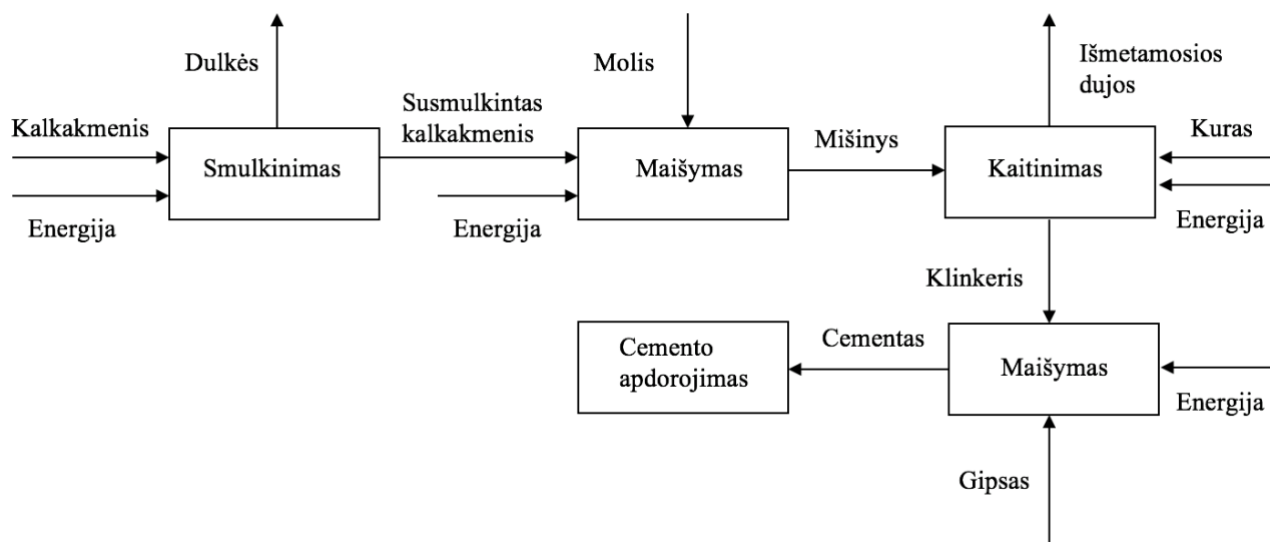 Dulkės
Molis
Išmetamosios
dujos
Kalkakmenis
Susmulkintas
kalkakmenis
Mišinys
Kuras
Smulkinimas
Maišymas
Kaitinimas
Energija
Energija
Energija
Klinkeris
Cementas
Cemento
apdorojimas
Maišymas
Energija
Gipsas